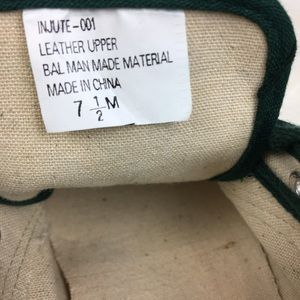 INJUTE-001
LEATHER UPPER
BAL MAN MADE MATERIAL
MADE IN CHINA
7 1/2 M